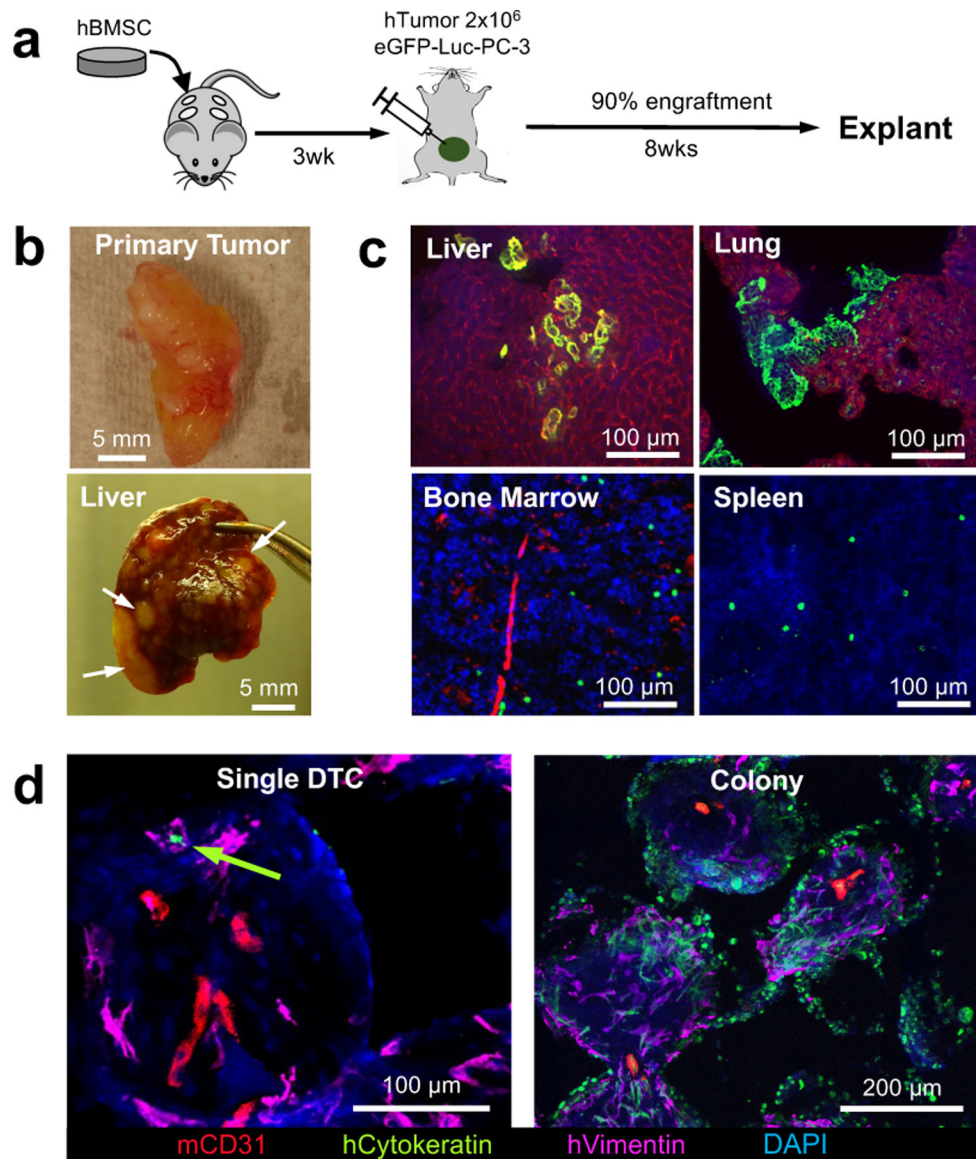 a
hBMSC
3wk
hTumor 2x10⁶
eGFP-Luc-PC-3
90% engraftment
8wks
Explant
b
Primary Tumor
5 mm
Liver
5 mm
c
Liver
100 µm
Lung
100 µm
Bone Marrow
100 µm
Spleen
100 µm
d
Single DTC
100 µm
Colony
200 µm
mCD31 hCytokeratin hVimentin DAPI